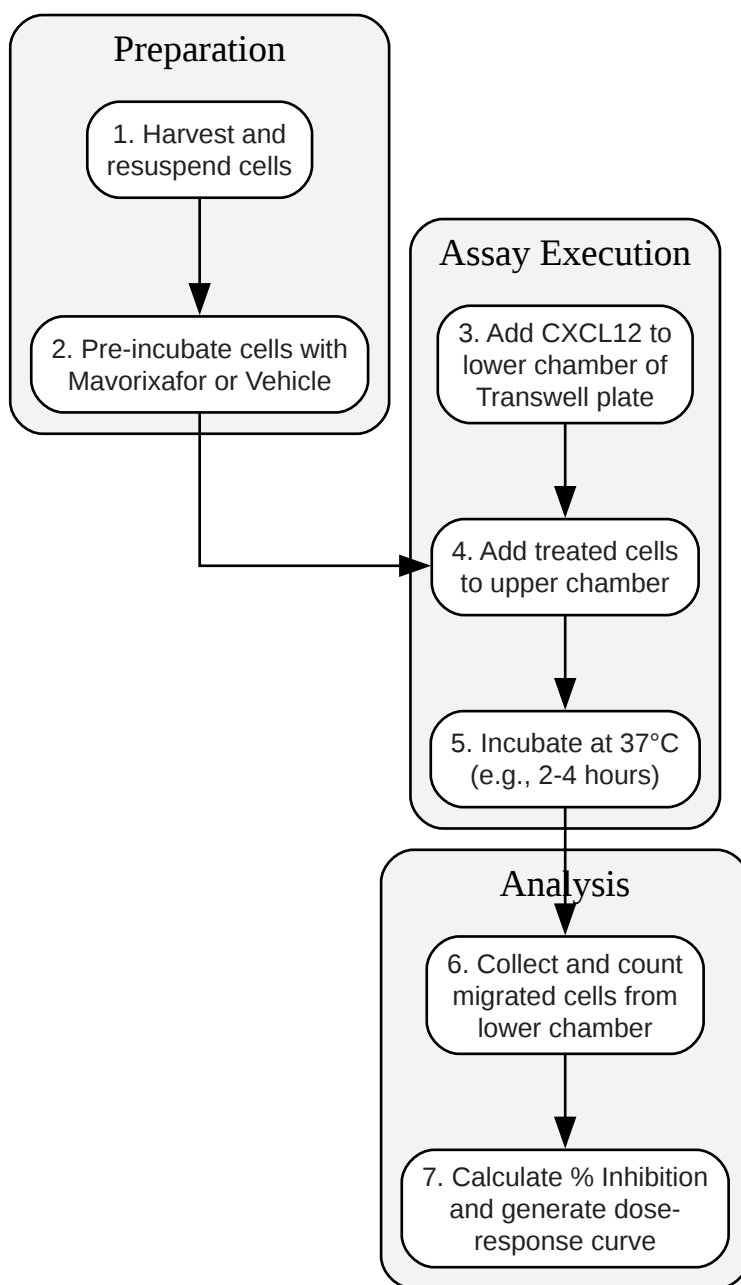 Preparation
1. Harvest and
resuspend cells
2. Pre-incubate cells with
Mavorixafor or Vehicle
Assay Execution
3. Add CXCL12 to
lower chamber of
Transwell plate
4. Add treated cells
to upper chamber
5. Incubate at 37°C
(e.g., 2-4 hours)
Analysis
6. Collect and count
migrated cells from
lower chamber
7. Calculate % Inhibition
and generate dose-
response curve